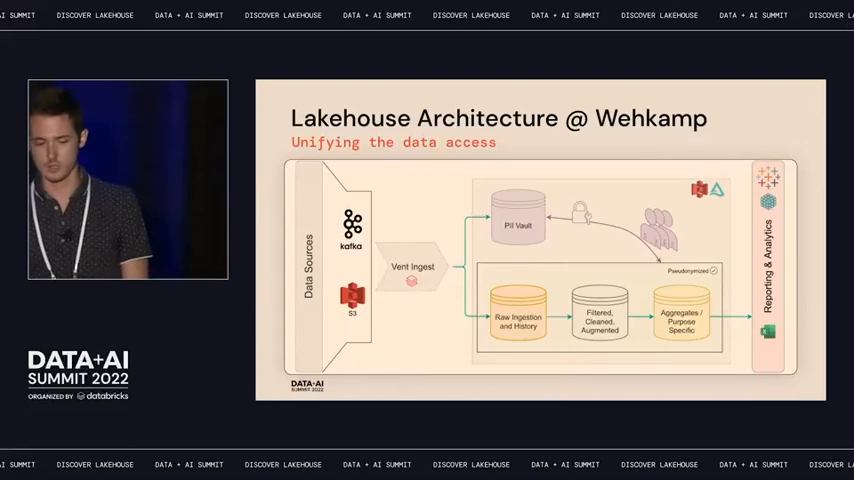 AI SUMMIT DISCOVER LAKEHOUSE DATA + AI SUMMIT DISCOVER LAKEHOUSE DATA + AI SUMMIT DISCOVER LAKEHOUSE DATA + AI SUMMIT DISCOVER LAKEHOUSE DATA + AI SUMMIT DISCOVER
Lakehouse Architecture @ Wehkamp
Unifying the data access
Data Sources
kafka
S3
Vent Ingest
PII Vault
Pseudonymized
Raw Ingestion
and History
Filtered,
Cleaned,
Augmented
Aggregates /
Purpose
Specific
Reporting & Analytics
DATA+AI
SUMMIT 2022
DATA+AI
SUMMIT 2022
ORGANIZED BY databricks
AI SUMMIT DISCOVER LAKEHOUSE DATA + AI SUMMIT DISCOVER LAKEHOUSE DATA + AI SUMMIT DISCOVER LAKEHOUSE DATA + AI SUMMIT DISCOVER LAKEHOUSE DATA + AI SUMMIT DISCOVER